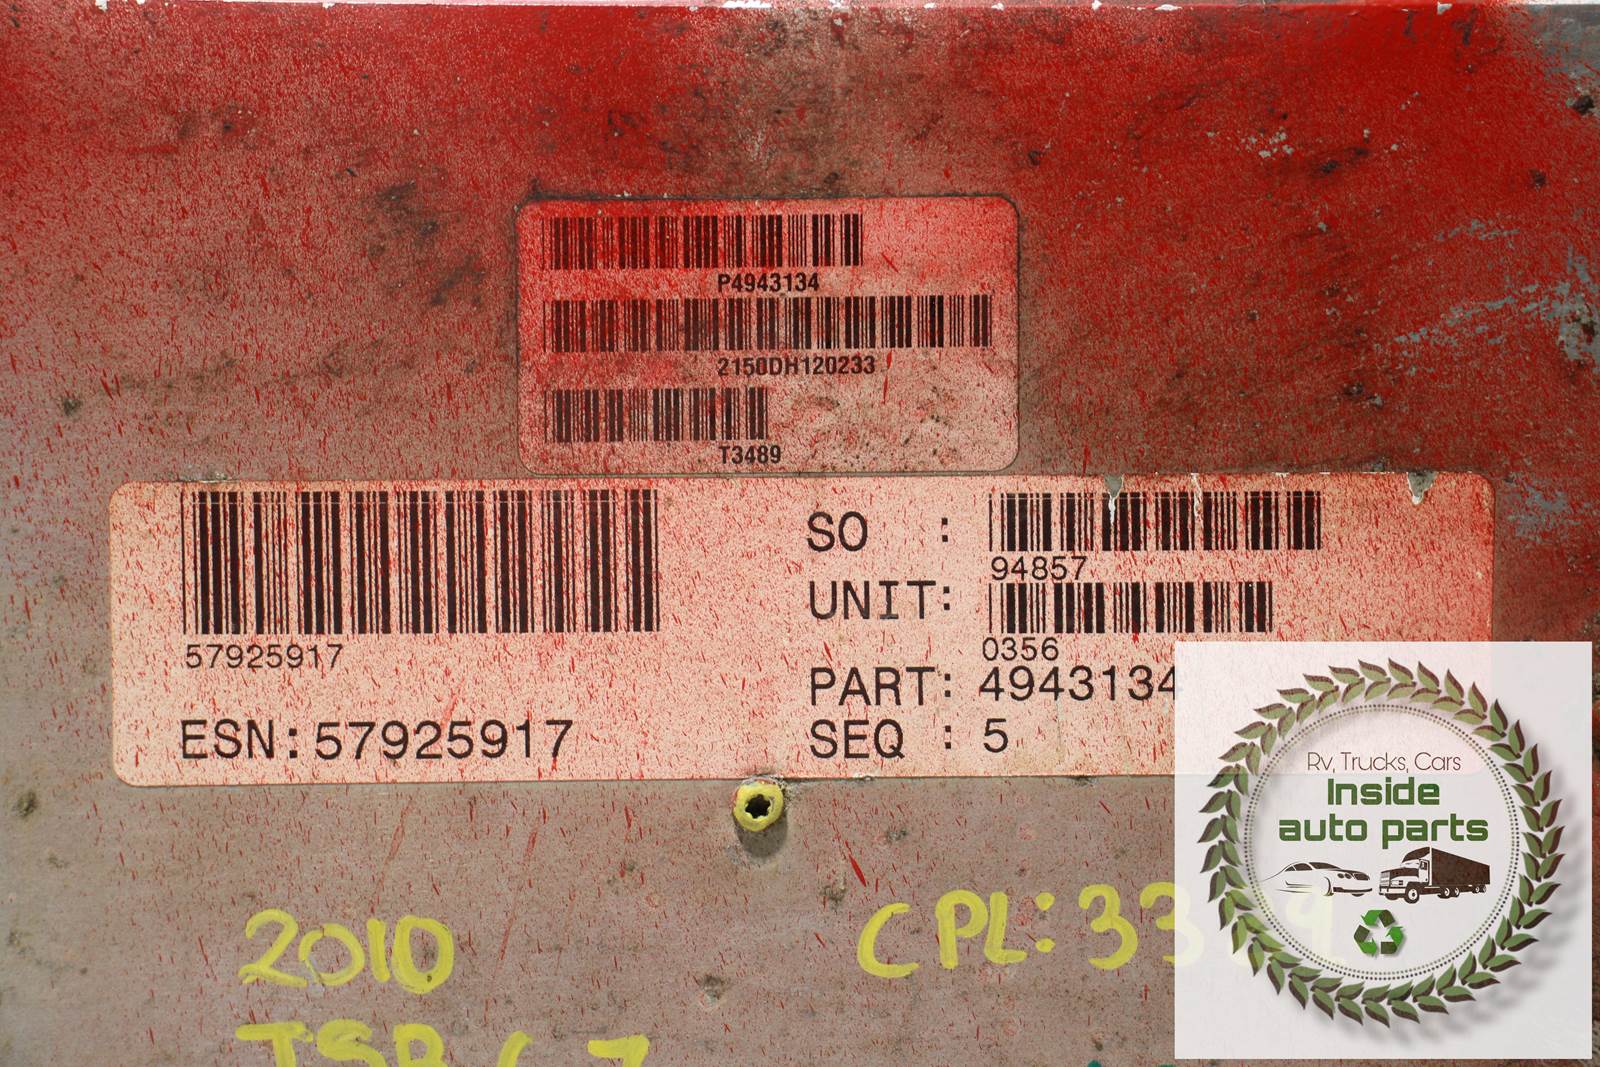 P4943134
2150DH120233
T3489
57925917
ESN:57925917
SO :
94857
UNIT:
0356
PART: 4943134
SEQ : 5
2010
CPL:
Rv, Trucks, Cars
Inside
auto parts